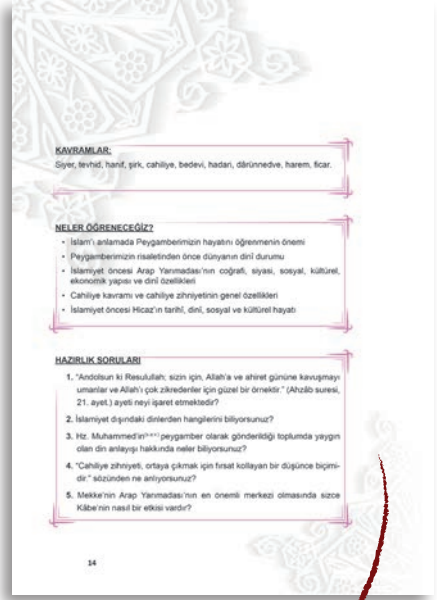 KAVRAMLAR:
Siyer, tevhid, hanif, şirk, cahiliye, bedevi, hadari, dârünnedve, harem, ficar.
NELER ÖĞRENECEĞİZ?
• İslam’ı anlamada Peygamberimizin hayatını öğrenmenin önemi
• Peygamberimizin risaletinden önce dünyanın dinî durumu
• İslamiyet öncesi Arap Yarımadası’nın coğrafi, siyasi, sosyal, kültürel,
ekonomik yapısı ve dinî özellikleri
• Cahiliye kavramı ve cahiliye zihniyetinin genel özellikleri
• İslamiyet öncesi Hicaz’ın tarihî, dinî, sosyal ve kültürel hayatı
HAZIRLIK SORULARI
1. “Andolsun ki Resulullah; sizin için, Allah’a ve ahiret gününe kavuşmayı
umanlar ve Allah’ı çok zikredenler için güzel bir örnektir.” (Ahzâb suresi,
21. ayet.) ayeti neyi işaret etmektedir?
2. İslamiyet dışındaki dinlerden hangilerini biliyorsunuz?
3. Hz. Muhammed’in(s.a.v.) peygamber olarak gönderildiği toplumda yaygın
olan din anlayışı hakkında neler biliyorsunuz?
4. “Cahiliye zihniyeti, ortaya çıkmak için fırsat kollayan bir düşünce biçimi-
dir.” sözünden ne anlıyorsunuz?
5. Mekke’nin Arap Yarımadası’nın en önemli merkezi olmasında sizce
Kâbe’nin nasıl bir etkisi vardır?
14